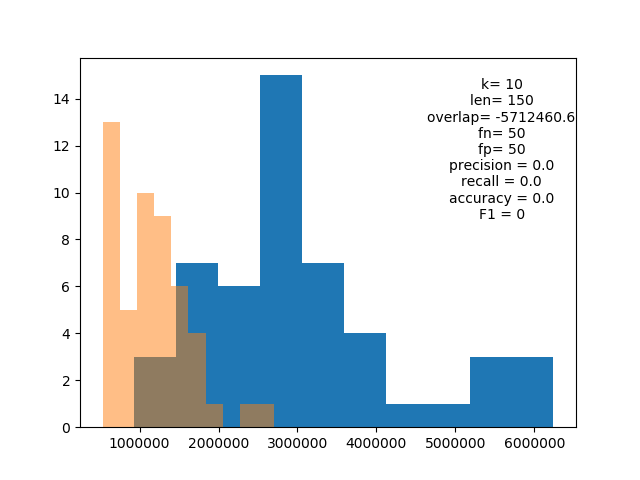 14
12
10
8
6
4
2
0
k= 10
len= 150
overlap= -5712460.6
fn= 50
fp= 50
precision = 0.0
recall = 0.0
accuracy = 0.0
F1 = 0
1000000 2000000 3000000 4000000 5000000 6000000